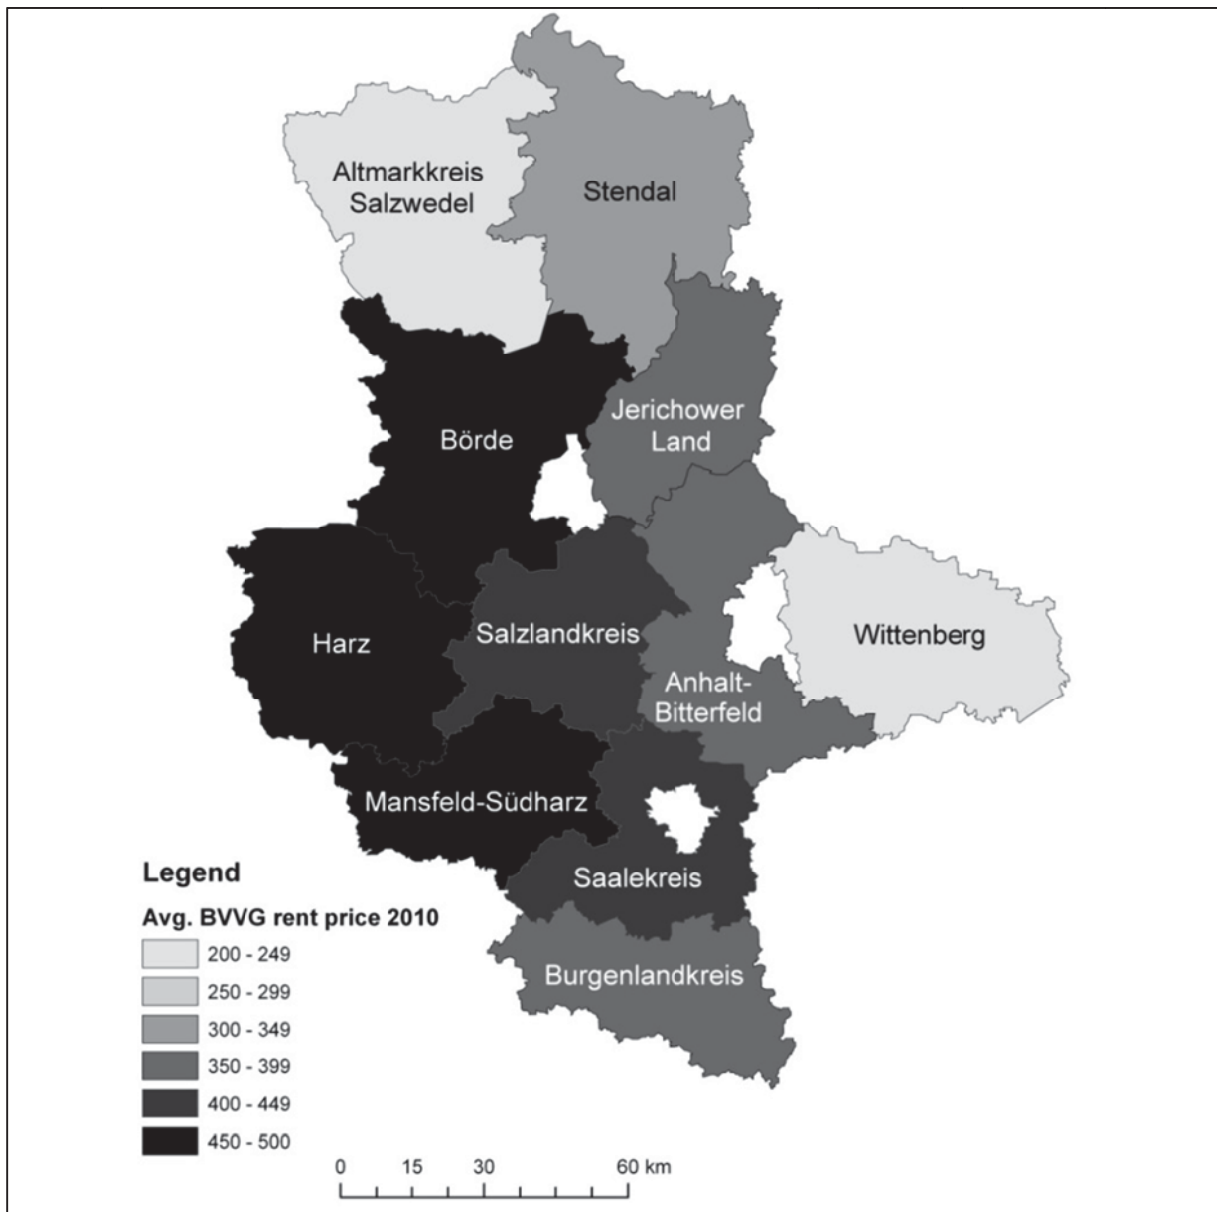 Altmarkkreis
Salzwedel
Stendal
Jerichower
Land
Börde
Harz
Salzlandkreis
Wittenberg
Anhalt-
Bitterfeld
Mansfeld-Südharz
Saalekreis
Burgenlandkreis
Legend
Avg. BVVG rent price 2010
200 - 249
250 - 299
300 - 349
350 - 399
400 - 449
450 - 500
0 15 30 60 km